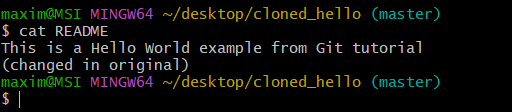 maxim@MSI MINGW64 ~/desktop/cloned_hello (master)
$ cat README
This is a Hello World example from Git tutorial
(changed in original)
maxim@MSI MINGW64 ~/desktop/cloned_hello (master)
$